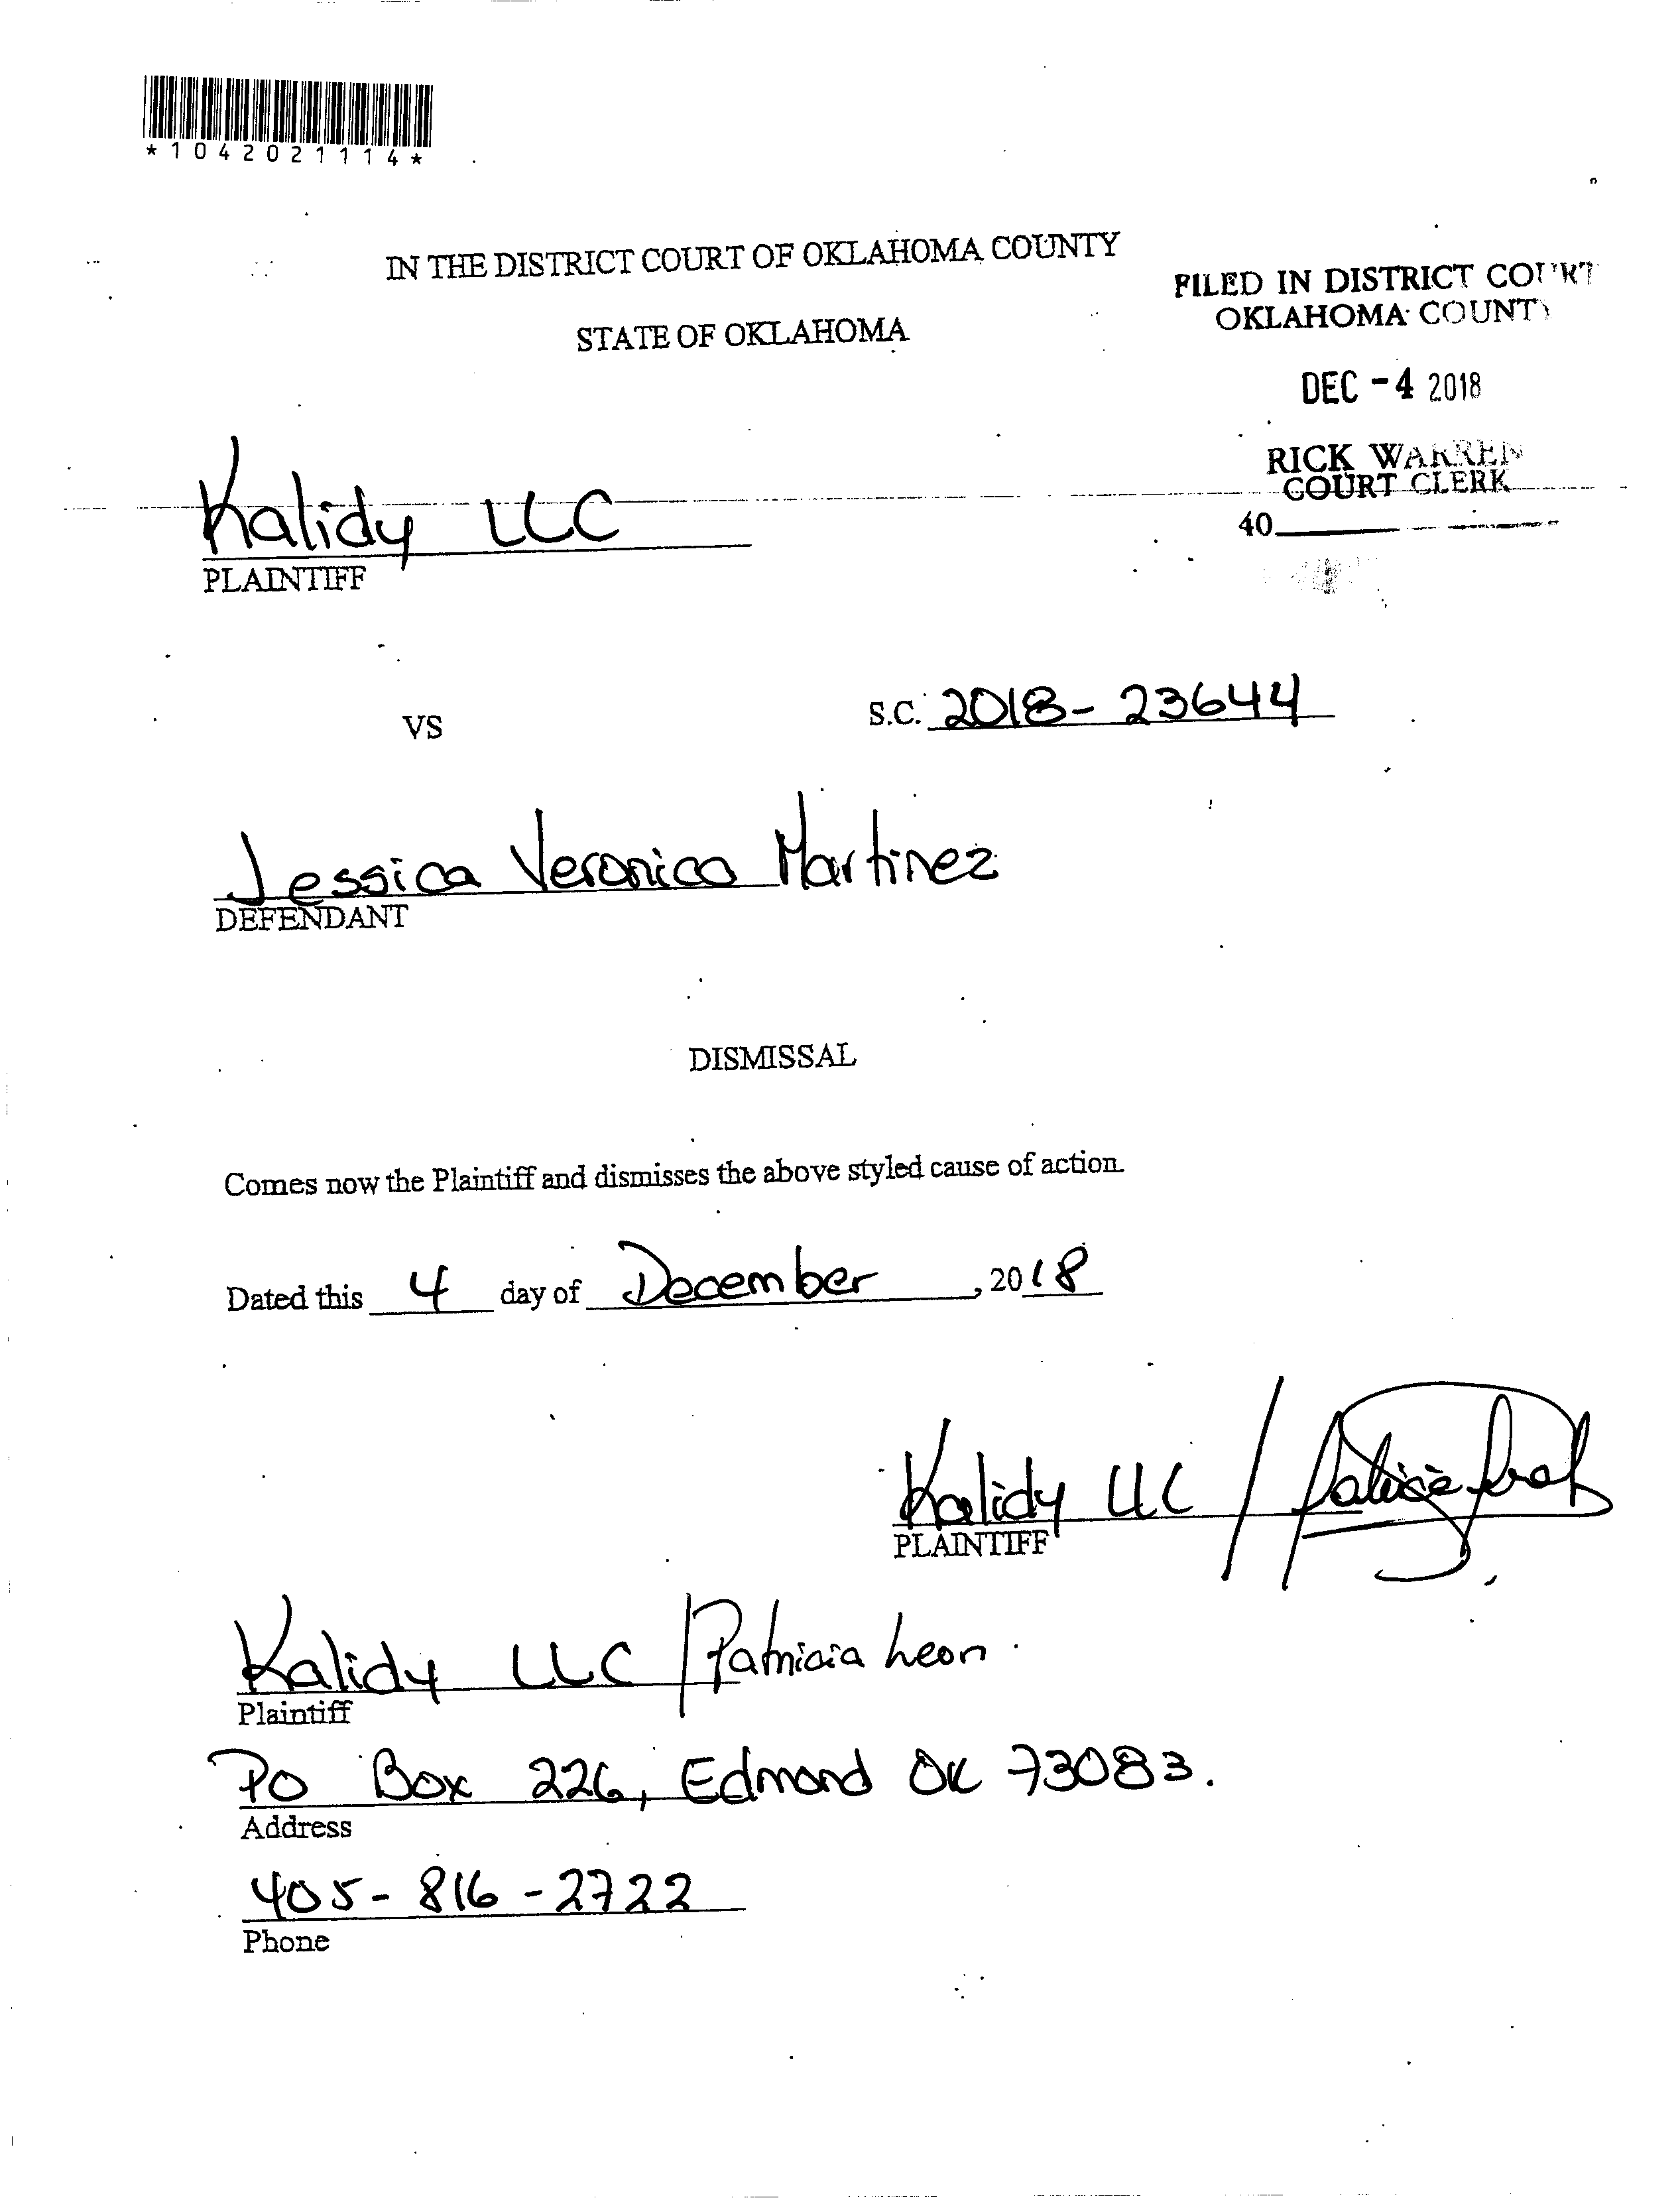 *1042021114*
IN THE DISTRICT COURT OF OKLAHOMA COUNTY
STATE OF OKLAHOMA
FILED IN DISTRICT COURT
OKLAHOMA COUNTY
DEC -4 2018
RICK WARREN
COURT CLERK
40
Kalidy LLC
PLAINTIFF
VS
S.C. 2018-23644
Jessica Veronica Martinez
DEFENDANT
DISMISSAL
Comes now the Plaintiff and dismisses the above styled cause of action.
Dated this 4 day of December, 2018
Kalidy LLC /
PLAINTIFF
Kalidy LLC / Patricia Leon.
Plaintiff
PO Box 226, Edmond OK 73083.
Address
405-816-2722
Phone